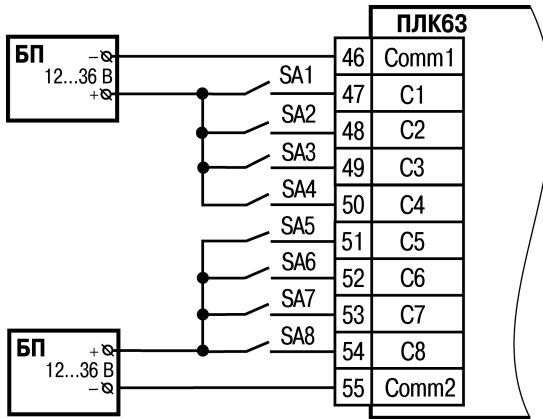 ПЛК63
БП
–
12...36 В
+
46 Comm1
SA1 47 C1
SA2 48 C2
SA3 49 C3
SA4 50 C4
SA5 51 C5
SA6 52 C6
SA7 53 C7
SA8 54 C8
55 Comm2
БП
+
12...36 В
–